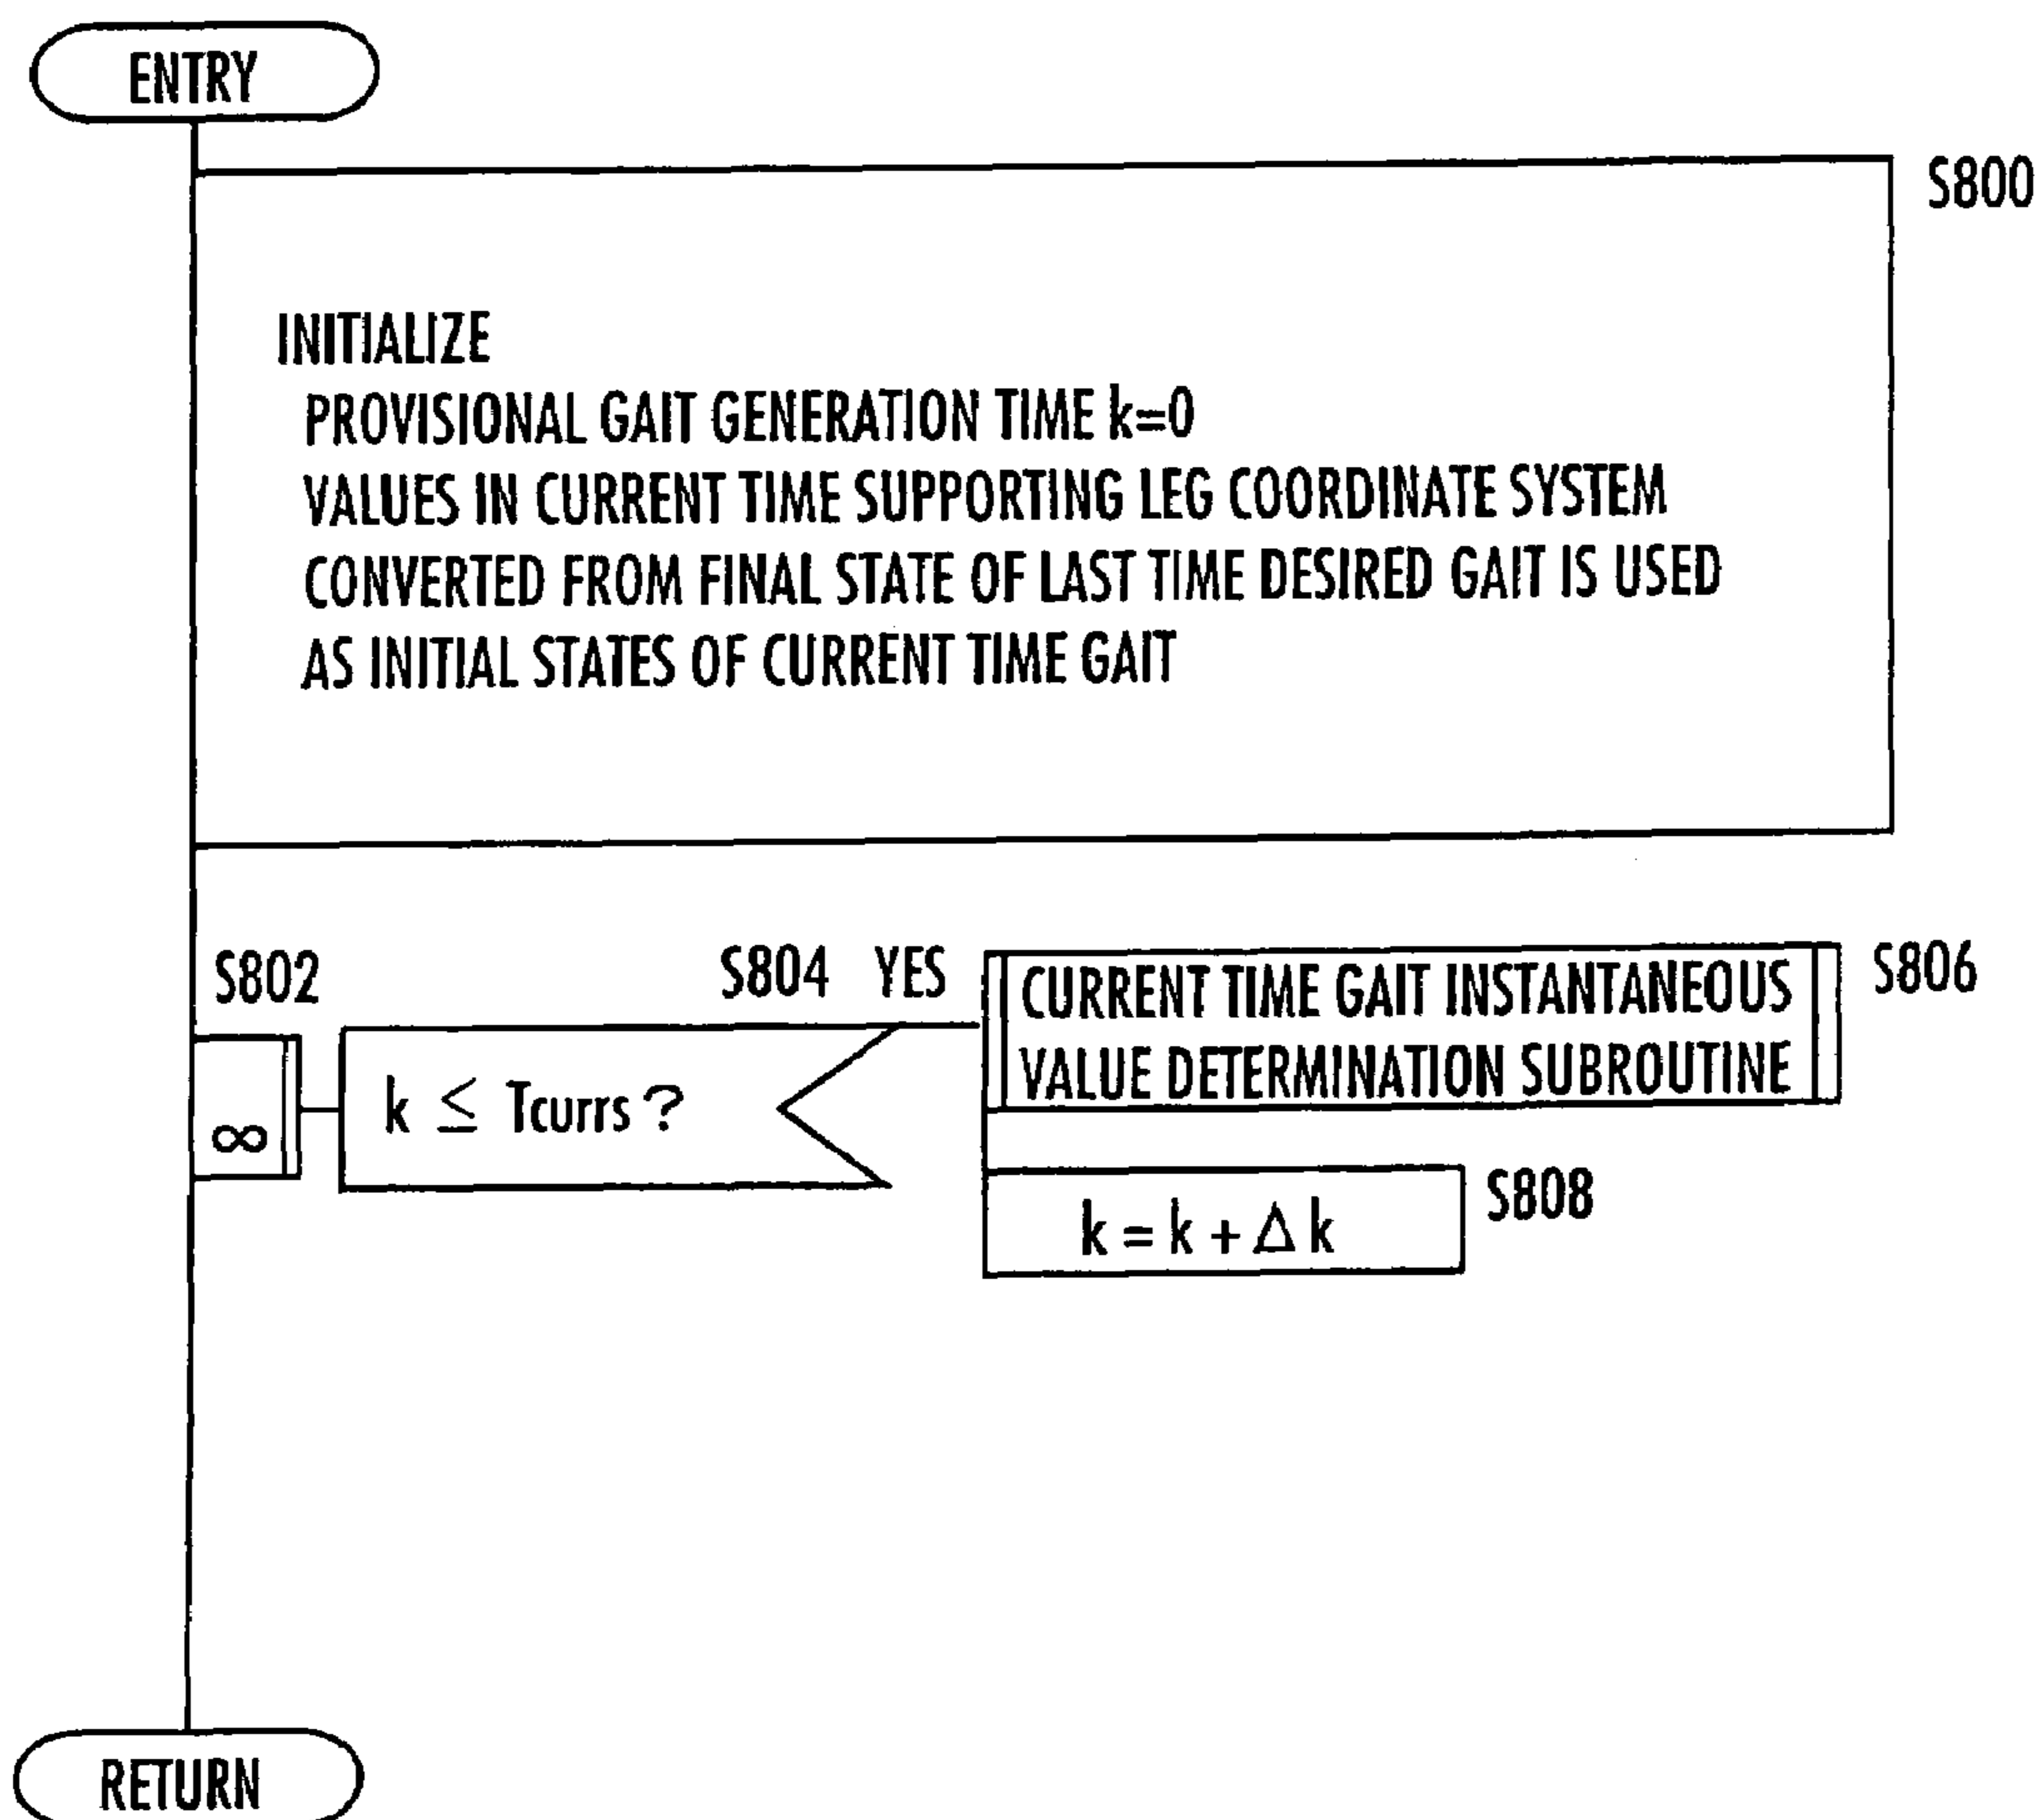 ENTRY
S800
INITIALIZE
PROVISIONAL GAIT GENERATION TIME k=0
VALUES IN CURRENT TIME SUPPORTING LEG COORDINATE SYSTEM
CONVERTED FROM FINAL STATE OF LAST TIME DESIRED GAIT IS USED
AS INITIAL STATES OF CURRENT TIME GAIT
S802
∞
S804 YES
k ≤ Tcurrs ?
S806
CURRENT TIME GAIT INSTANTANEOUS
VALUE DETERMINATION SUBROUTINE
S808
k = k + Δ k
RETURN